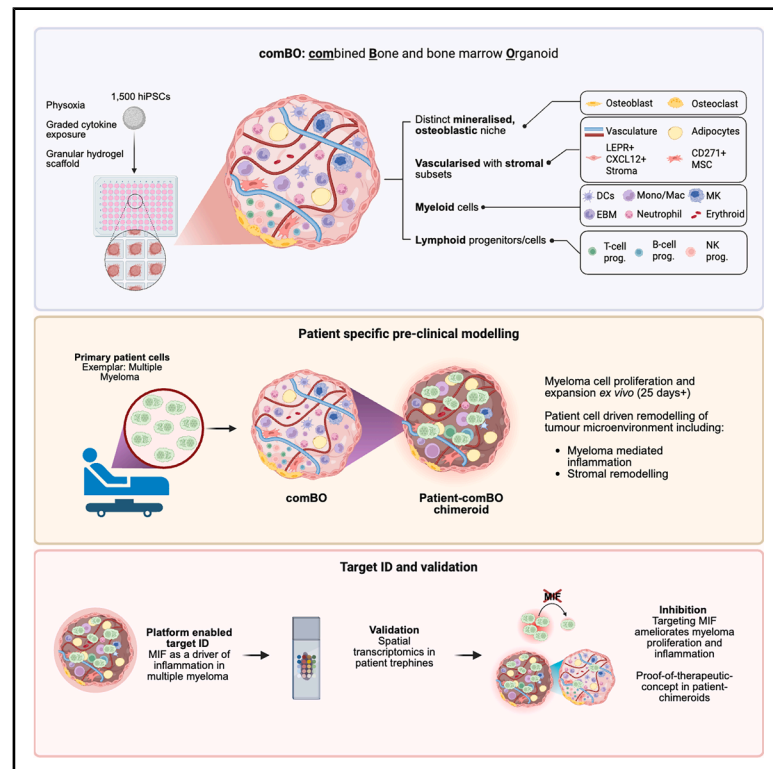 comBO: combined Bone and bone marrow Organoid
1,500 hiPSCs
Physoxia
Graded cytokine
exposure
Granular hydrogel
scaffold
Distinct mineralised,
osteoblastic niche
Osteoblast
Osteoclast
Vascularised with stromal
subsets
Vasculature
Adipocytes
LEPR+
CXCL12+
Stroma
CD271+
MSC
Myeloid cells
DCs
Mono/Mac
MK
EBM
Neutrophil
Erythroid
Lymphoid progenitors/cells
T-cell
prog.
B-cell
prog.
NK
prog.
Patient specific pre-clinical modelling
Primary patient cells
Exemplar: Multiple
Myeloma
comBO
Patient-comBO
chimeroid
Myeloma cell proliferation and
expansion ex vivo (25 days+)
Patient cell driven remodelling of
tumour microenvironment including:
• Myeloma mediated
inflammation
• Stromal remodelling
Target ID and validation
Platform enabled
target ID
MIF as a driver of
inflammation in
multiple myeloma
Validation
Spatial
transcriptomics in
patient trephines
MIF
Inhibition
Targeting MIF
ameliorates myeloma
proliferation and
inflammation
Proof-of-therapeutic-
concept in patient-
chimeroids